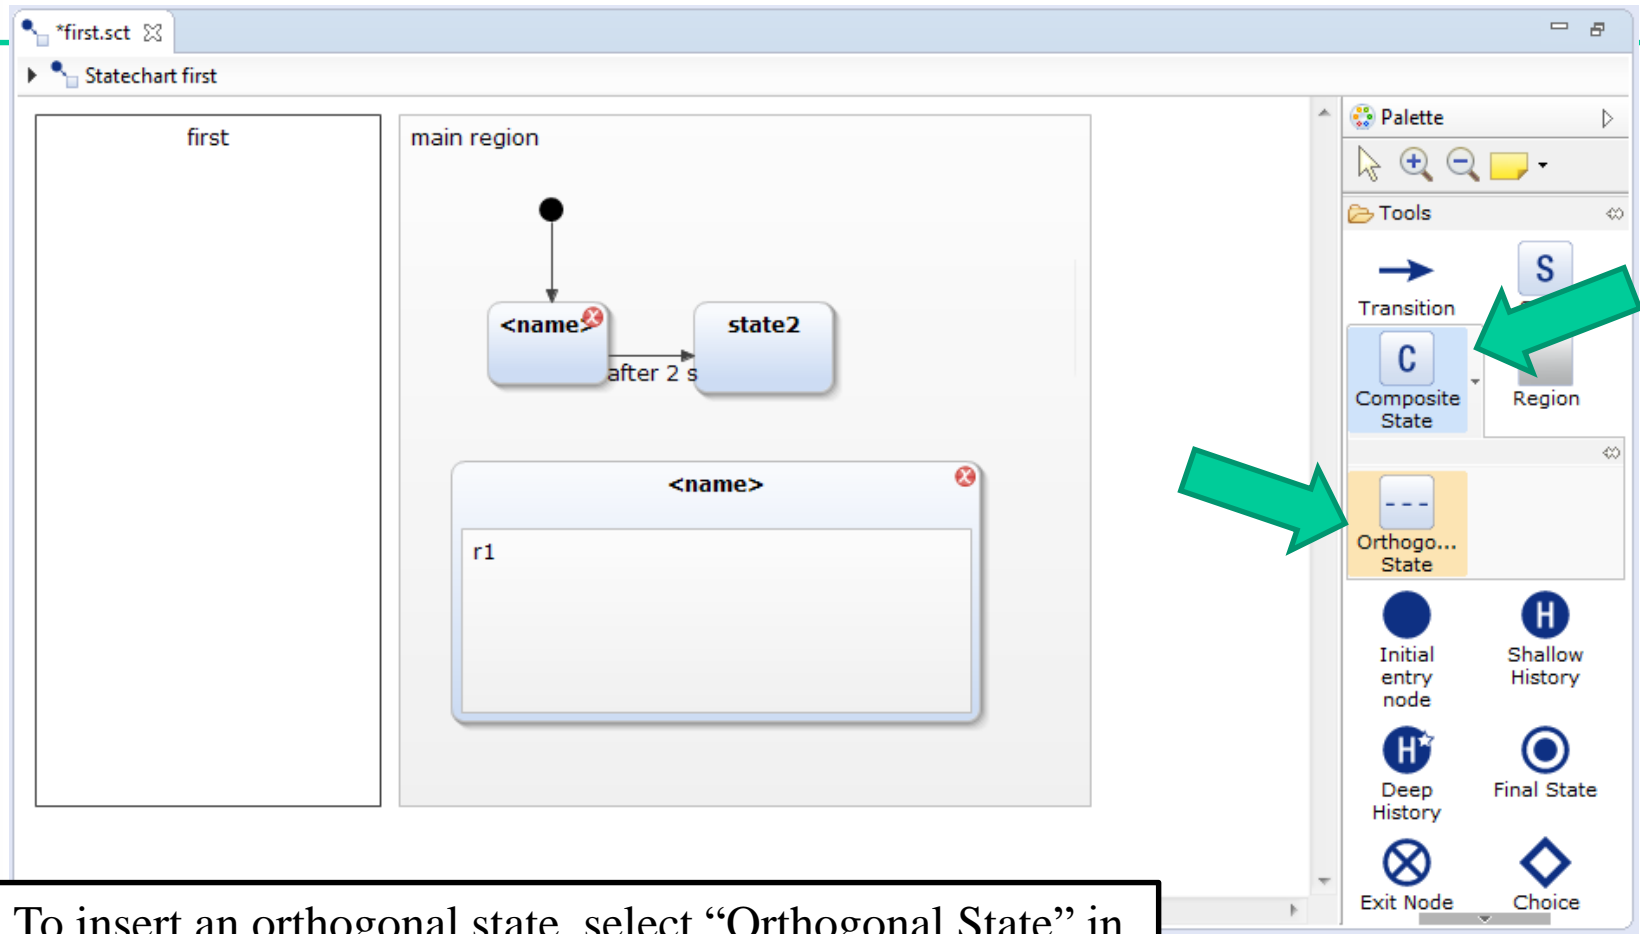 *first.sct
Statechart first
first
main region
<name>
state2
after 2 s
<name>
r1
Palette
Tools
Transition
S
C
Composite
State
Region
Orthogo...
State
Initial
entry
node
H
Shallow
History
H
Deep
History
Final State
Exit Node
Choice
To insert an orthogonal state, select “Orthogonal State” in